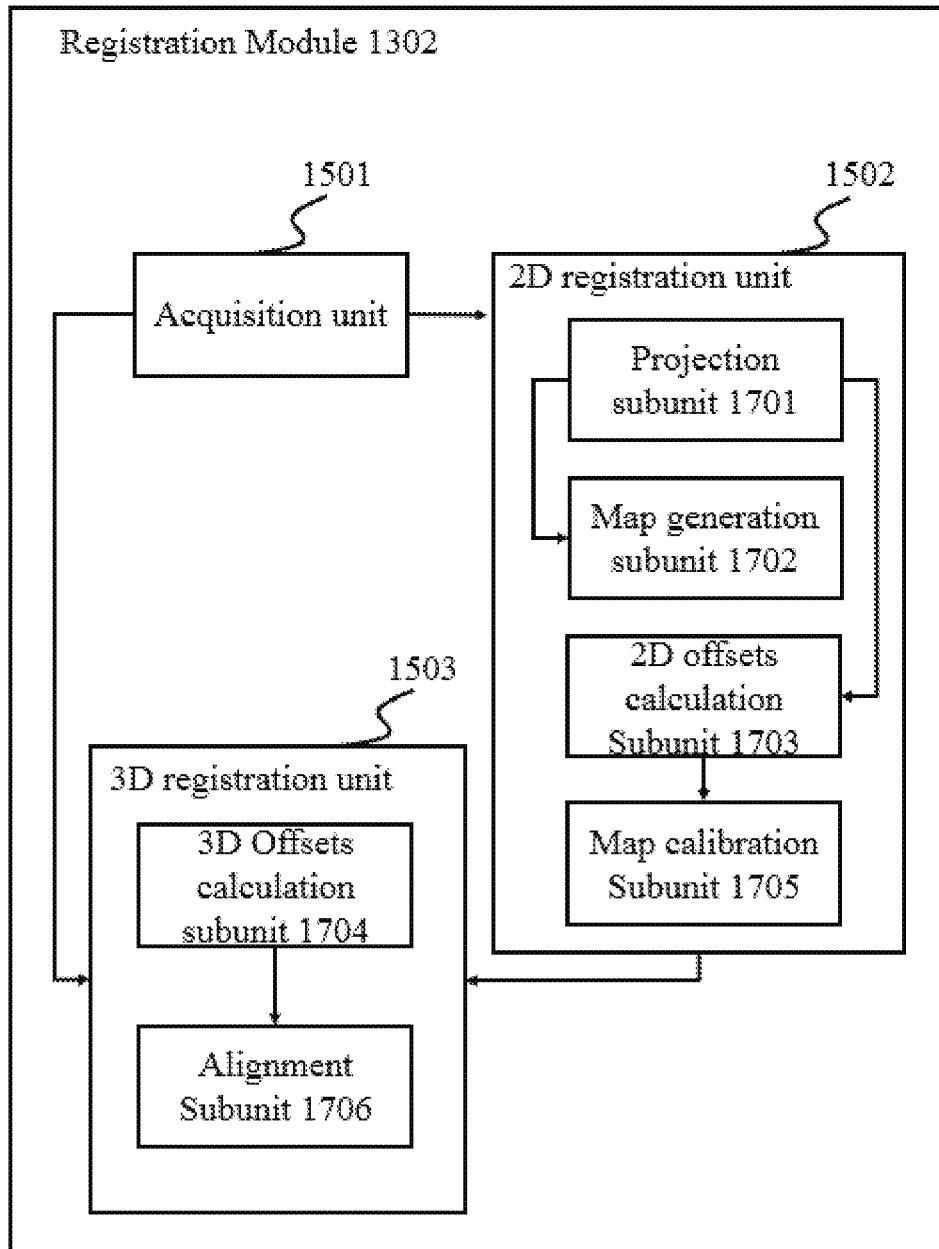 Registration Module 1302
1501
1502
Acquisition unit
2D registration unit
Projection
subunit 1701
Map generation
subunit 1702
2D offsets
calculation
Subunit 1703
Map calibration
Subunit 1705
1503
3D registration unit
3D Offsets
calculation
subunit 1704
Alignment
Subunit 1706